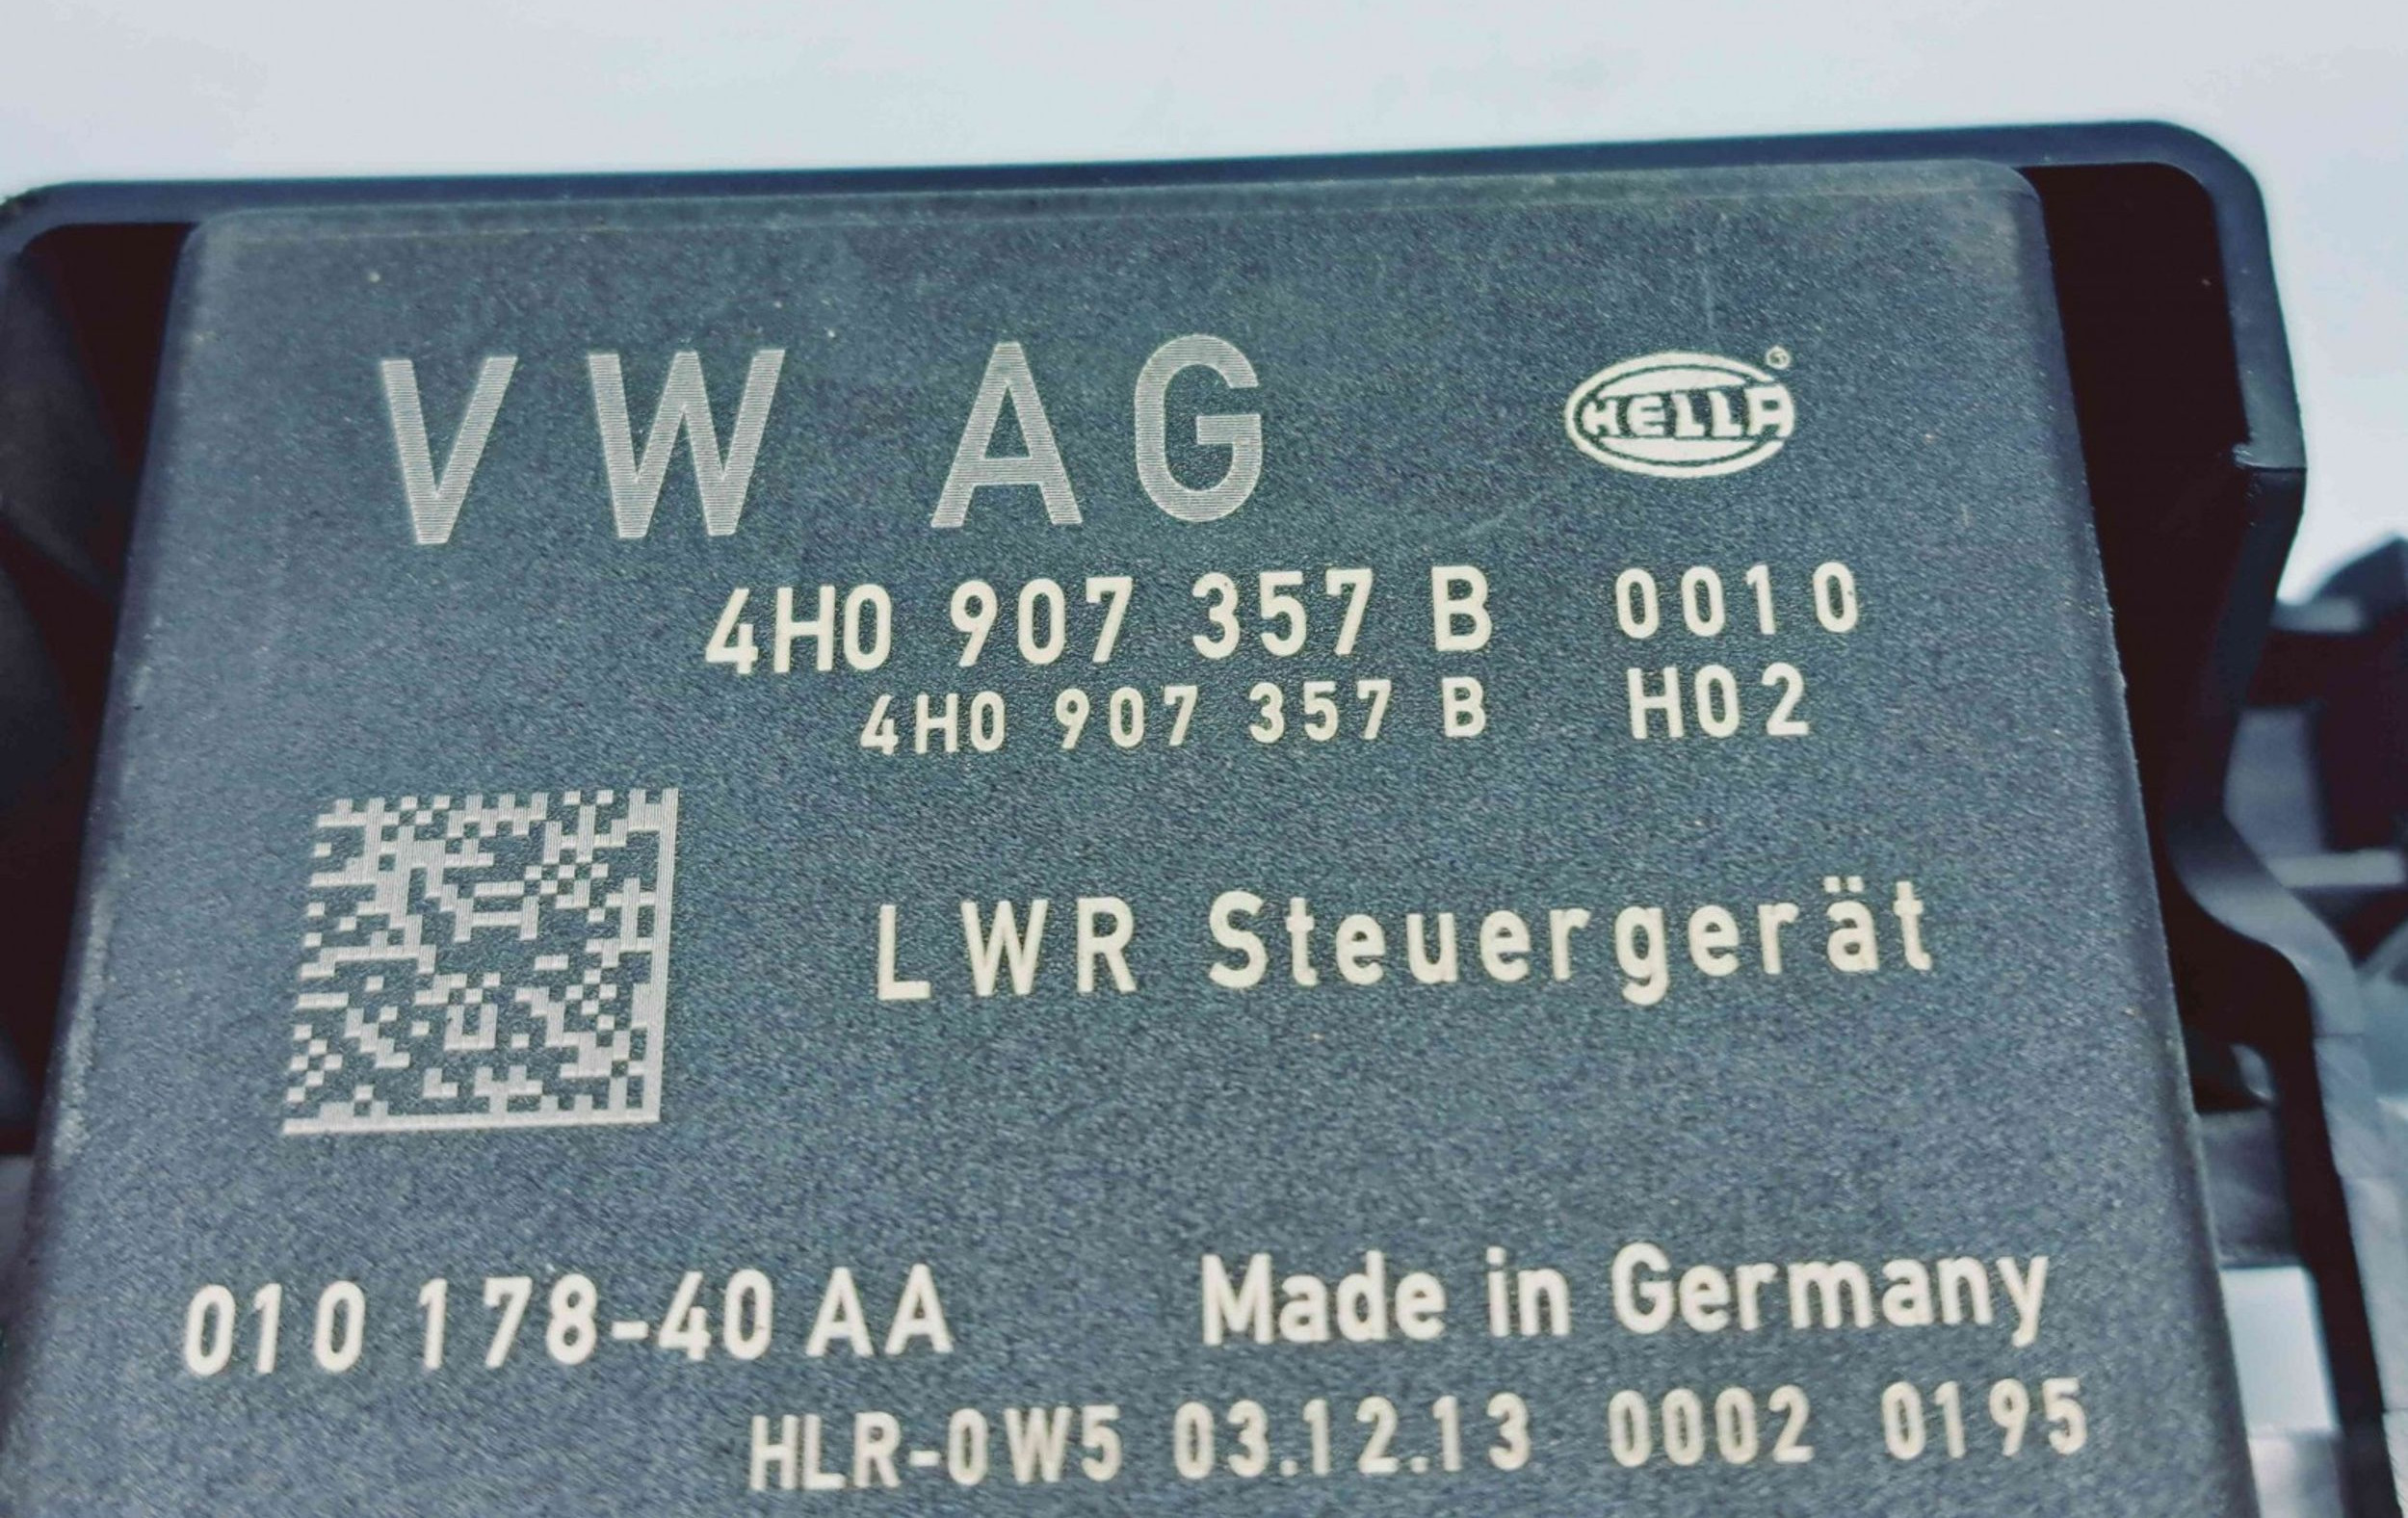 VW AG HELLA
4H0 907 357 B 0010
4H0 907 357 B H02
LWR Steuergerät
010 178-40 AA Made in Germany
HLR-0W5 03.12.13 0002 0195